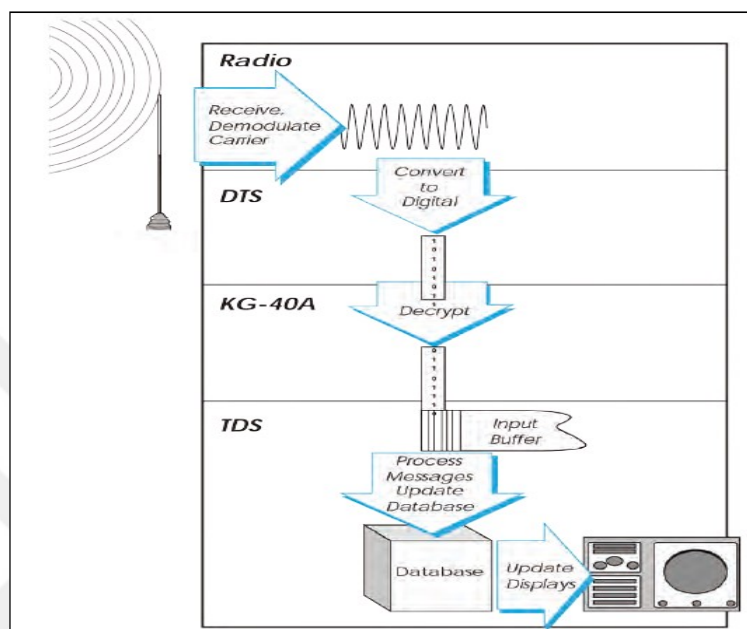 Radio
Receive,
Demodulate
Carrier
Convert
to
Digital
DTS
KG-40A
Decrypt
TDS
Input
Buffer
Process
Messages
Update
Database
Database
Update
Displays